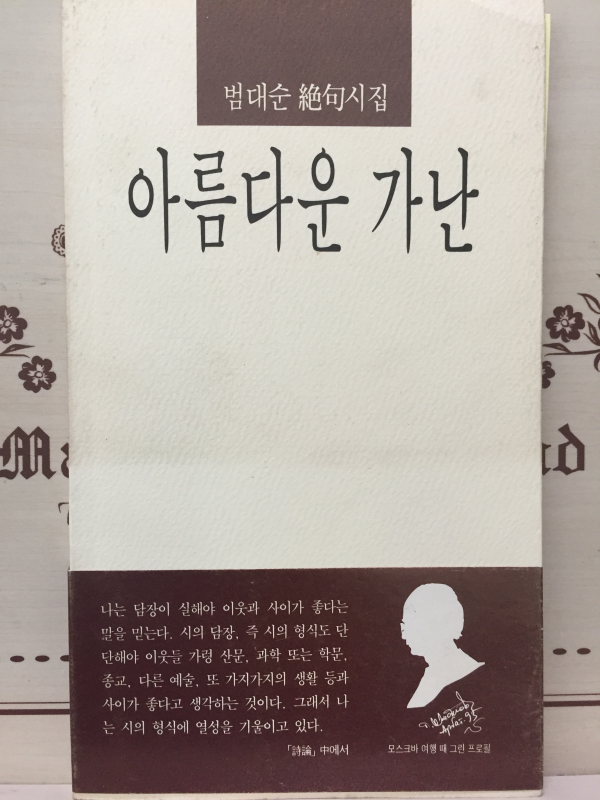 범대순 絶句시집
아름다운 가난
나는 담장이 실해야 이웃과 사이가 좋다는
말을 믿는다. 시의 담장, 즉 시의 형식도 단
단해야 이웃들 가령 산문, 과학 또는 학문,
종교, 다른 예술, 또 가지가지의 생활 등과
사이가 좋다고 생각하는 것이다. 그래서 나
는 시의 형식에 열성을 기울이고 있다.
「詩論」中에서
모스크바 여행 때 그린 프로필